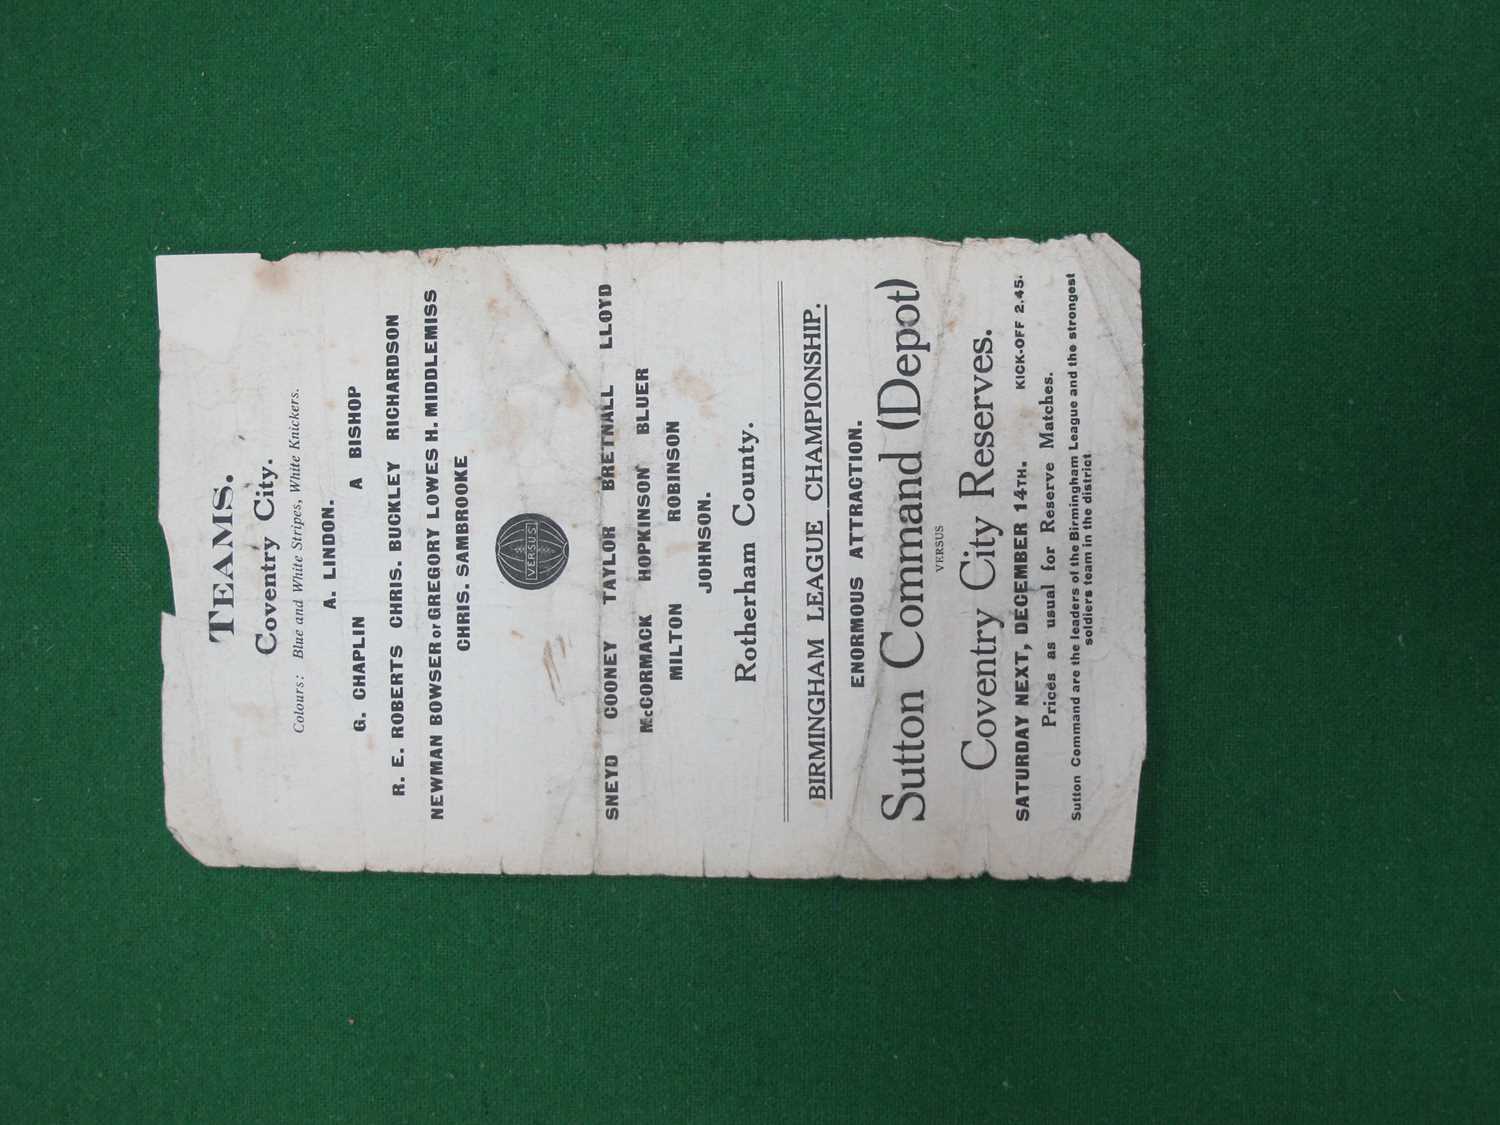 TEAMS.
Coventry City.
Colours: Blue and White Stripes, White Knickers.
A. LINDON.
G. CHAPLIN A BISHOP
R. E. ROBERTS CHRIS. BUCKLEY RICHARDSON
NEWMAN BOWSER or GREGORY LOWES H. MIDDLEMISS
CHRIS. SAMBROOKE
VERSUS
SNEYD COONEY TAYLOR BRETNALL LLOYD
McCORMACK HOPKINSON BLUER
MILTON ROBINSON
JOHNSON.
Rotherham County.
BIRMINGHAM LEAGUE CHAMPIONSHIP.
ENORMOUS ATTRACTION.
Sutton Command (Depot)
VERSUS
Coventry City Reserves.
SATURDAY NEXT, DECEMBER 14TH. KICK-OFF 2.45.
Prices as usual for Reserve Matches.
Sutton Command are the leaders of the Birmingham League and the strongest
soldiers team in the district